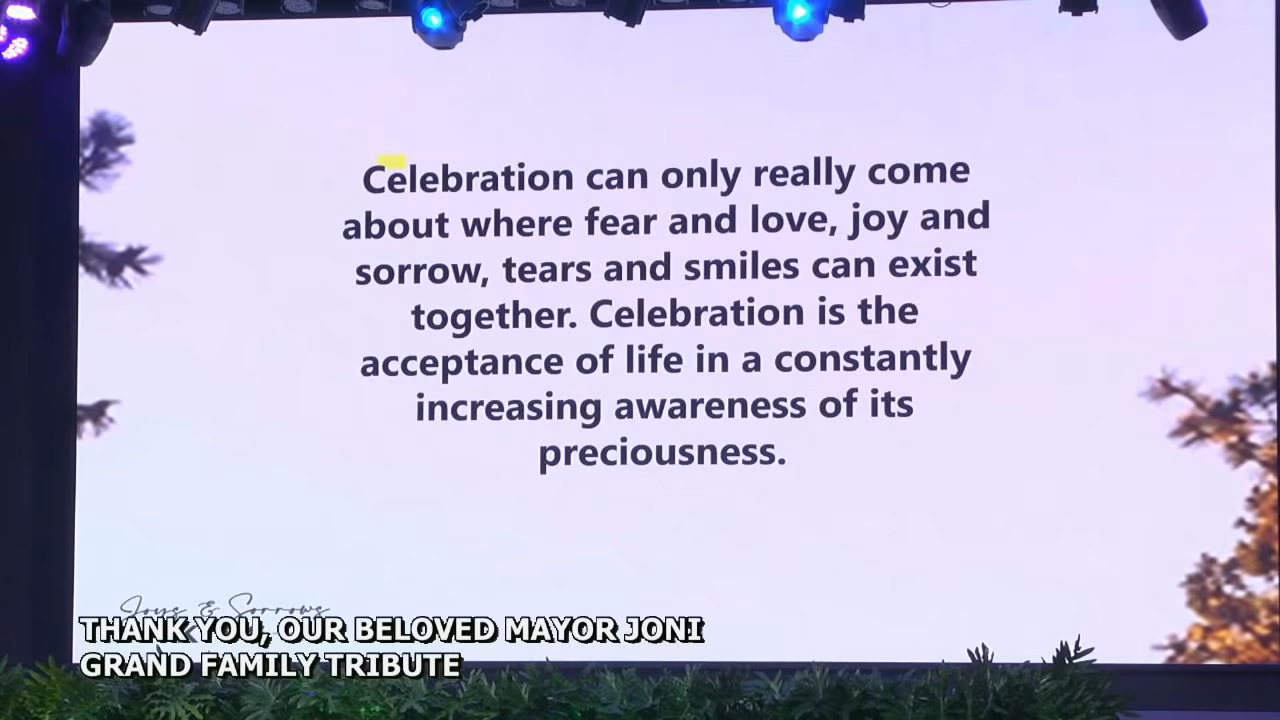 Celebration can only really come
about where fear and love, joy and
sorrow, tears and smiles can exist
together. Celebration is the
acceptance of life in a constantly
increasing awareness of its
preciousness.
Joys & Sorrows
THANK YOU, OUR BELOVED MAYOR JONI
GRAND FAMILY TRIBUTE